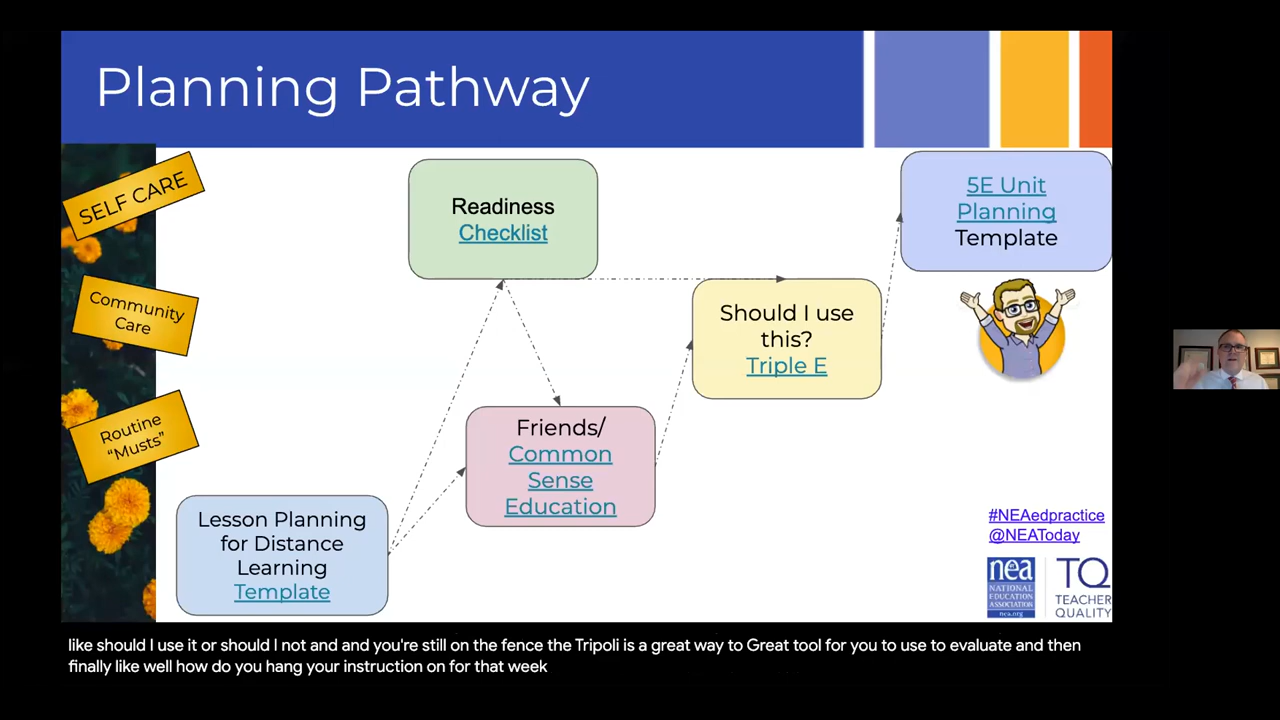 Planning Pathway
SELF CARE
Community
Care
Routine
“Musts”
Readiness
Checklist
5E Unit
Planning
Template
Should I use
this?
Triple E
Friends/
Common
Sense
Education
Lesson Planning
for Distance
Learning
Template
#NEAedpractice
@NEAToday
nea
NATIONAL
EDUCATION
ASSOCIATION
nea.org
TQ
TEACHER
QUALITY
like should I use it or should I not and and you're still on the fence the Tripoli is a great way to Great tool for you to use to evaluate and then
finally like well how do you hang your instruction on for that week